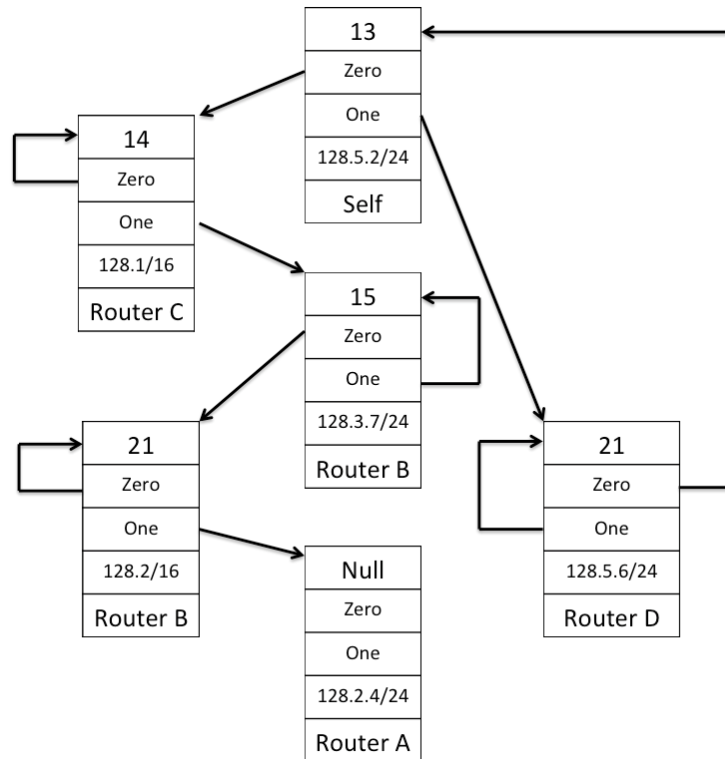 13
Zero
One
128.5.2/24
Self
14
Zero
One
128.1/16
Router C
15
Zero
One
128.3.7/24
Router B
21
Zero
One
128.2/16
Router B
21
Zero
One
128.5.6/24
Router D
Null
Zero
One
128.2.4/24
Router A